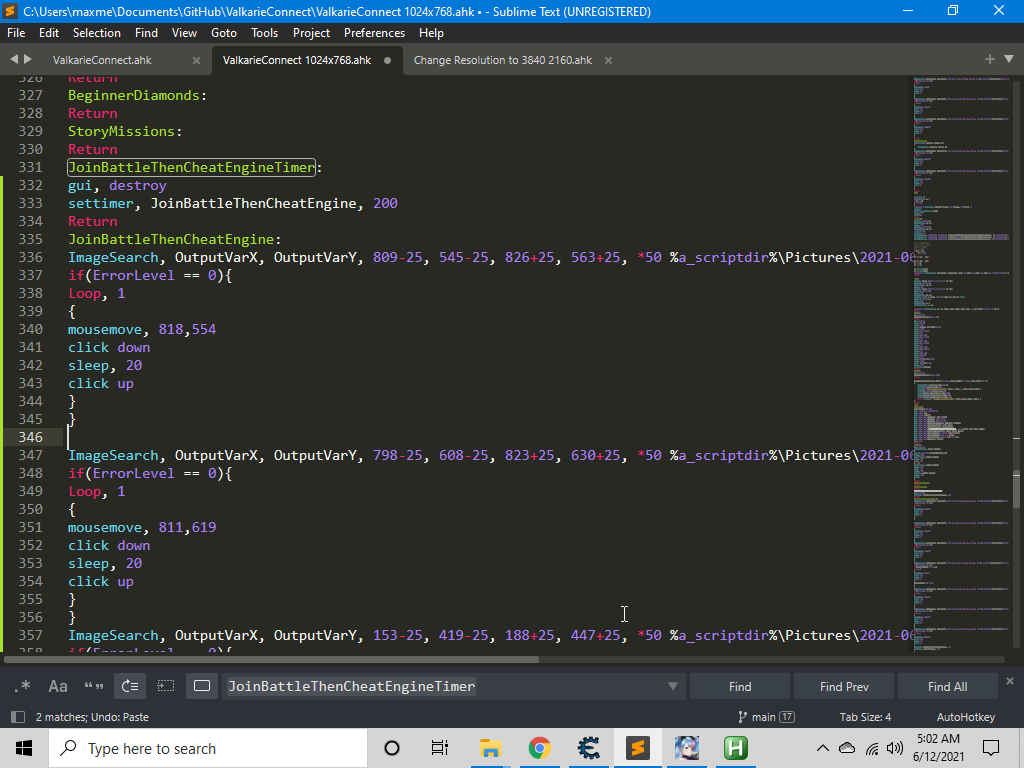 C:\Users\maxme\Documents\GitHub\ValkarieConnect\ValkarieConnect 1024x768.ahk • - Sublime Text (UNREGISTERED)
File Edit Selection Find View Goto Tools Project Preferences Help
ValkarieConnect.ahk ValkarieConnect 1024x768.ahk Change Resolution to 3840 2160.ahk
326 Return
327 BeginnerDiamonds:
328 Return
329 StoryMissions:
330 Return
331 JoinBattleThenCheatEngineTimer:
332 gui, destroy
333 settimer, JoinBattleThenCheatEngine, 200
334 Return
335 JoinBattleThenCheatEngine:
336 ImageSearch, OutputVarX, OutputVarY, 809-25, 545-25, 826+25, 563+25, *50 %a_scriptdir%\Pictures\2021-06
337 if(ErrorLevel == 0){
338 Loop, 1
339 {
340 mousemove, 818,554
341 click down
342 sleep, 20
343 click up
344 }
345 }
346
347 ImageSearch, OutputVarX, OutputVarY, 798-25, 608-25, 823+25, 630+25, *50 %a_scriptdir%\Pictures\2021-06
348 if(ErrorLevel == 0){
349 Loop, 1
350 {
351 mousemove, 811,619
352 click down
353 sleep, 20
354 click up
355 }
356 }
357 ImageSearch, OutputVarX, OutputVarY, 153-25, 419-25, 188+25, 447+25, *50 %a_scriptdir%\Pictures\2021-06
358 if(ErrorLevel == 0){
.* Aa “” JoinBattleThenCheatEngineTimer Find Find Prev Find All
2 matches; Undo: Paste main 17 Tab Size: 4 AutoHotkey
Type here to search H 5:02 AM
6/12/2021